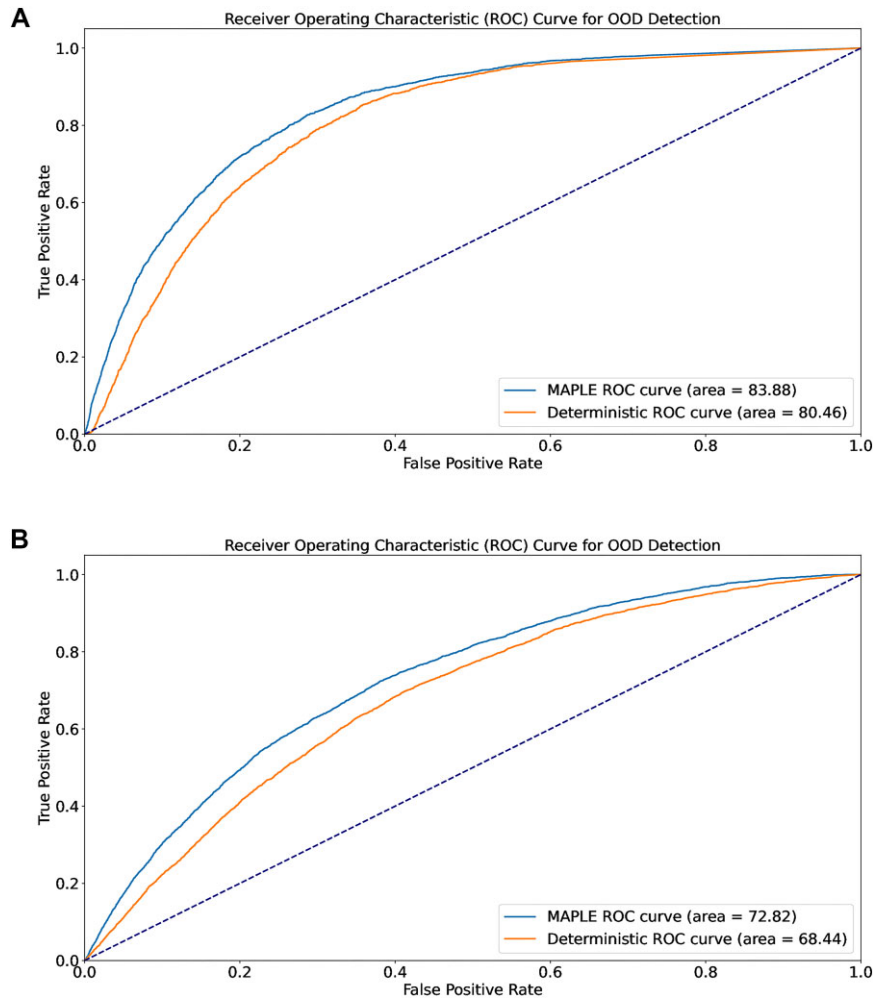 A
Receiver Operating Characteristic (ROC) Curve for OOD Detection
1.0
0.8
0.6
0.4
0.2
0.0
True Positive Rate
MAPLE ROC curve (area = 83.88)
Deterministic ROC curve (area = 80.46)
0.0 0.2 0.4 0.6 0.8 1.0
False Positive Rate
B
Receiver Operating Characteristic (ROC) Curve for OOD Detection
1.0
0.8
0.6
0.4
0.2
0.0
True Positive Rate
MAPLE ROC curve (area = 72.82)
Deterministic ROC curve (area = 68.44)
0.0 0.2 0.4 0.6 0.8 1.0
False Positive Rate